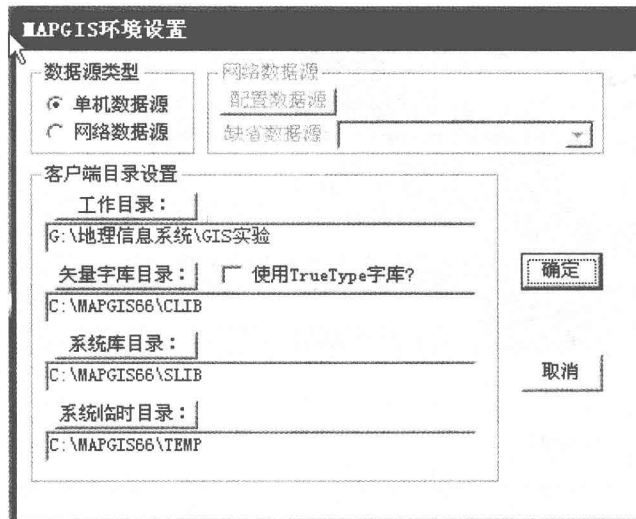 MAPGIS环境设置
数据源类型
单机数据源
网络数据源
网络数据源
配置数据源
缺省数据源
客户端目录设置
工作目录：
G:\地理信息系统\GIS实验
矢量字库目录： 使用TrueType字库?
C:\MAPGIS66\CLIB
系统库目录：
C:\MAPGIS66\SLIB
系统临时目录：
C:\MAPGIS66\TEMP
确定
取消